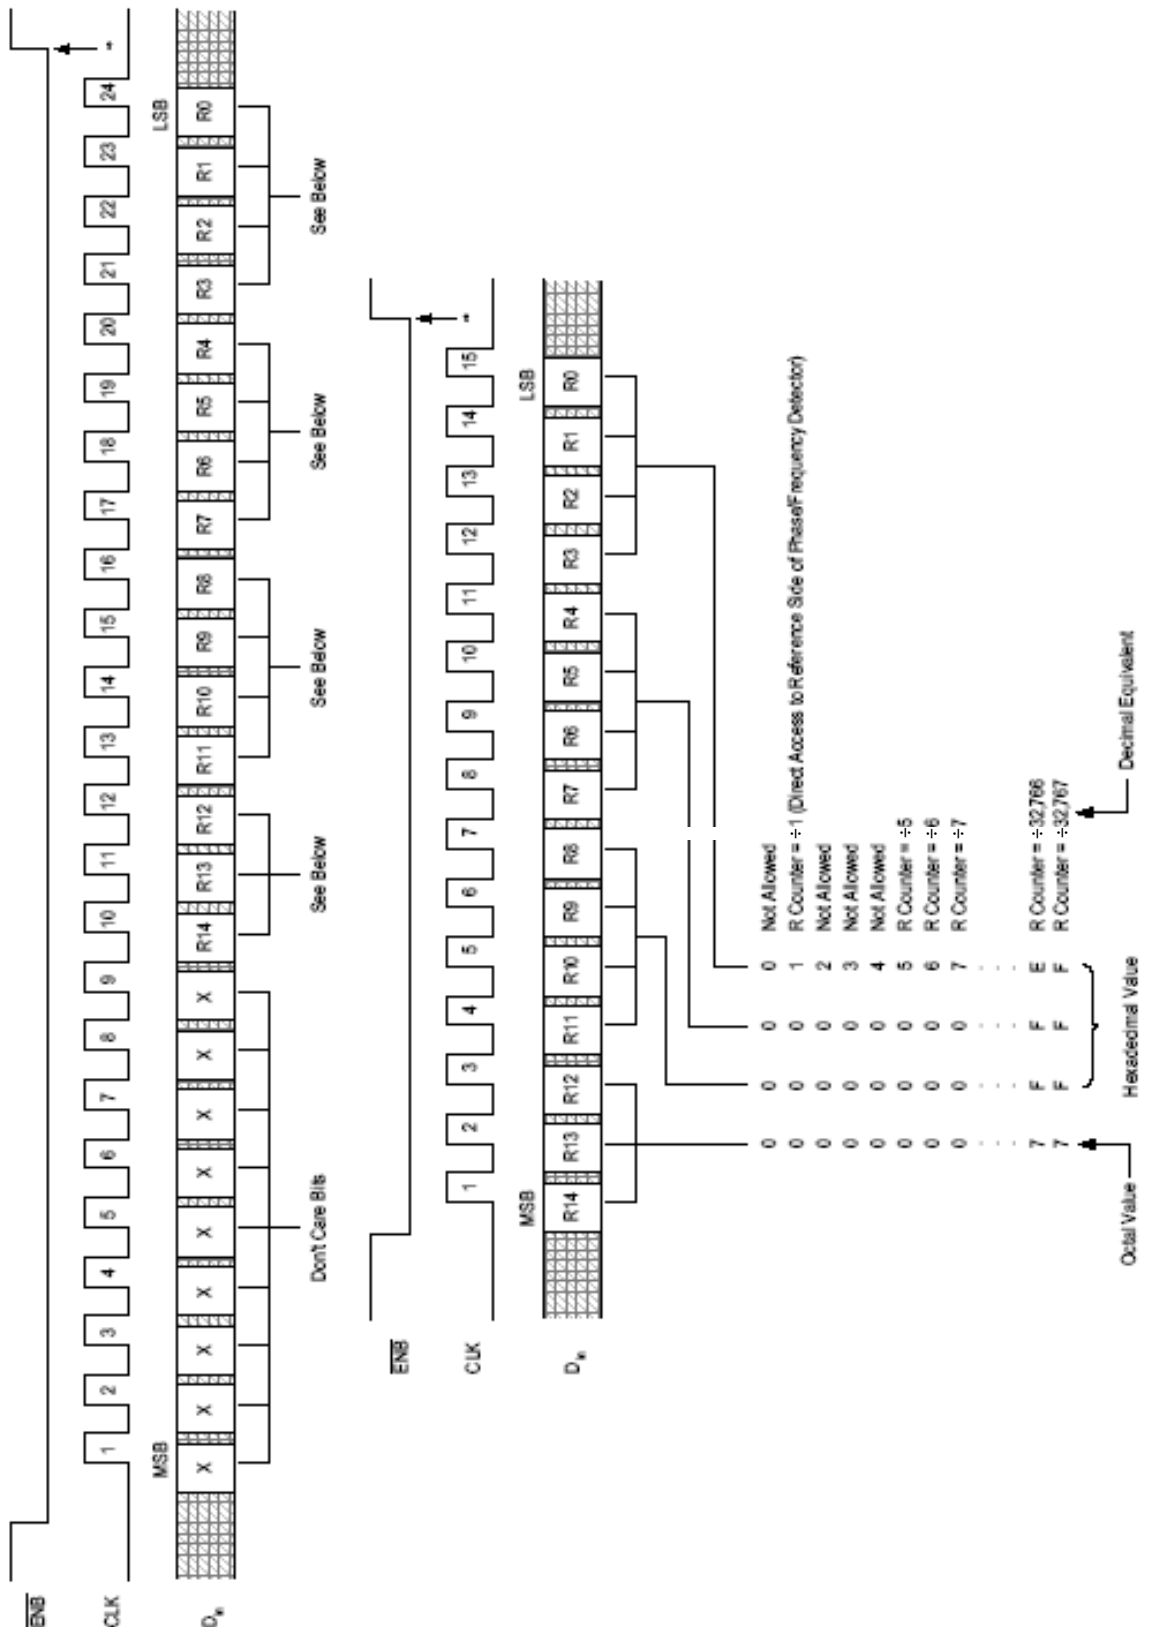 ENB
CLK
1 2 3 4 5 6 7 8 9 10 11 12 13 14 15 16 17 18 19 20 21 22 23 24 *
MSB LSB
Din
X X X X X X X X X R14 R13 R12 R11 R10 R9 R8 R7 R6 R5 R4 R3 R2 R1 R0
Don't Care Bits See Below See Below See Below See Below
ENB
CLK
1 2 3 4 5 6 7 8 9 10 11 12 13 14 15 *
MSB LSB
Din
R14 R13 R12 R11 R10 R9 R8 R7 R6 R5 R4 R3 R2 R1 R0
0 0 0 0 Not Allowed
0 0 0 1 R Counter = ÷1 (Direct Access to Reference Side of Phase/Frequency Detector)
0 0 0 2 Not Allowed
0 0 0 3 Not Allowed
0 0 0 4 Not Allowed
0 0 0 5 R Counter = ÷5
0 0 0 6 R Counter = ÷6
0 0 0 7 R Counter = ÷7
· · · ·
· · · ·
· · · ·
7 F F E R Counter = ÷32,766
7 F F F R Counter = ÷32,767
Octal Value Hexadecimal Value Decimal Equivalent